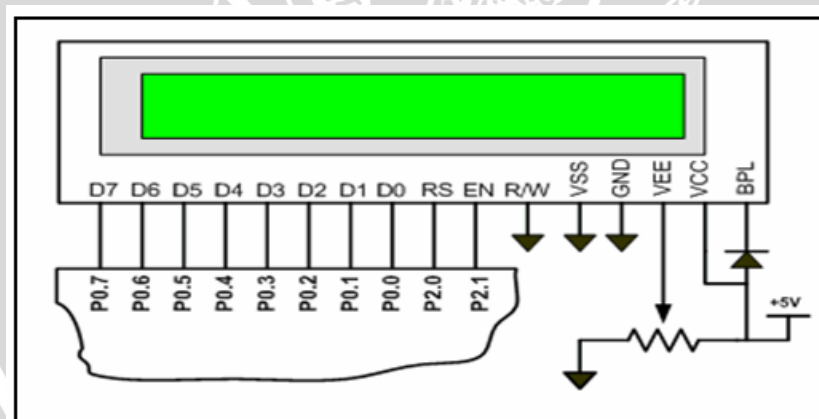 D7 D6 D5 D4 D3 D2 D1 D0 RS EN R/W VSS GND VEE VCC BPL
P0.7 P0.6 P0.5 P0.4 P0.3 P0.2 P0.1 P0.0 P2.0 P2.1
+5V